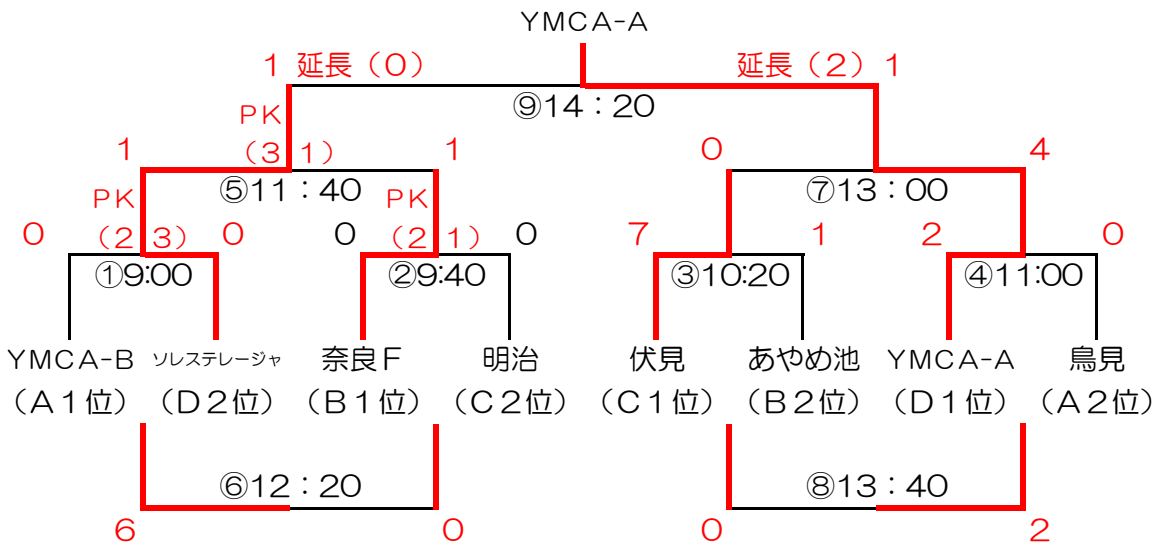 YMCA-A
1 延長（0） 延長（2） 1
⑨14：20
PK
1 （3 1） 1 0 4
⑤11：40 ⑦13：00
PK PK
0 （2 3） 0 0 （2 1） 0 7 1 2 0
①9:00 ②9:40 ③10:20 ④11:00
YMCA-B ソレステレージャ 奈良F 明治 伏見 あやめ池 YMCA-A 鳥見
（A1位） （D2位） （B1位） （C2位） （C1位） （B2位） （D1位） （A2位）
⑥12：20 ⑧13：40
6 0 0 2